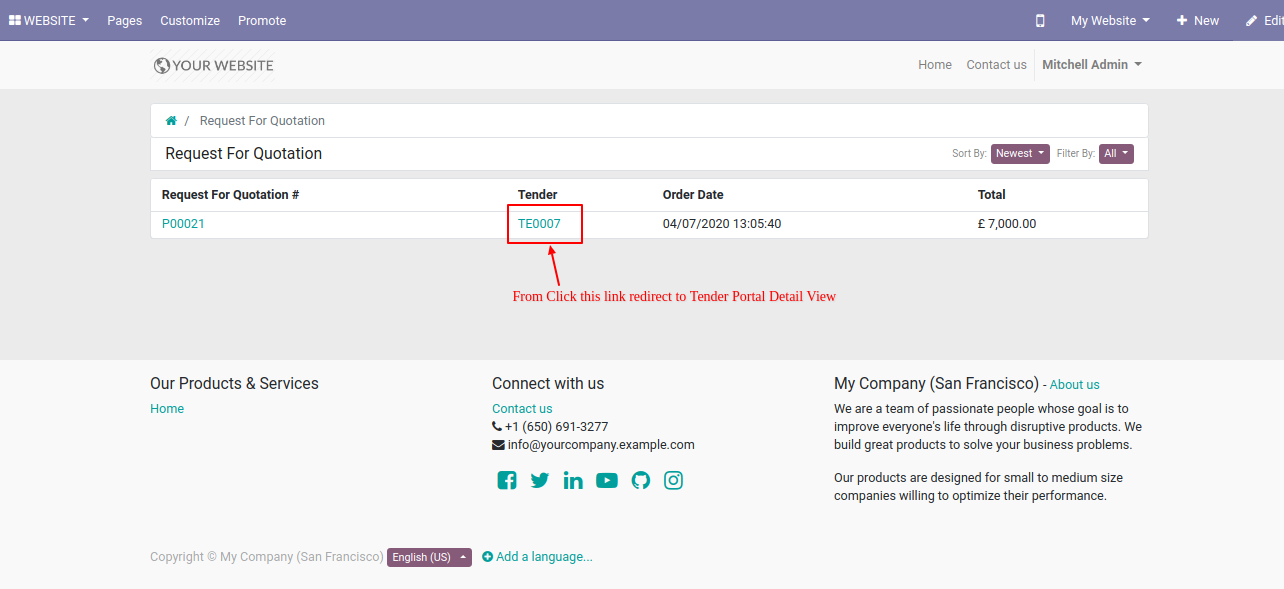 WEBSITE Pages Customize Promote My Website New Edit
YOUR WEBSITE Home Contact us Mitchell Admin
/ Request For Quotation
Request For Quotation Sort By: Newest Filter By: All
Request For Quotation # Tender Order Date Total
P00021 TE0007 04/07/2020 13:05:40 £ 7,000.00
From Click this link redirect to Tender Portal Detail View
Our Products & Services
Home
Connect with us
Contact us
+1 (650) 691-3277
info@yourcompany.example.com
My Company (San Francisco) - About us
We are a team of passionate people whose goal is to
improve everyone's life through disruptive products. We
build great products to solve your business problems.
Our products are designed for small to medium size
companies willing to optimize their performance.
Copyright © My Company (San Francisco) English (US) Add a language...